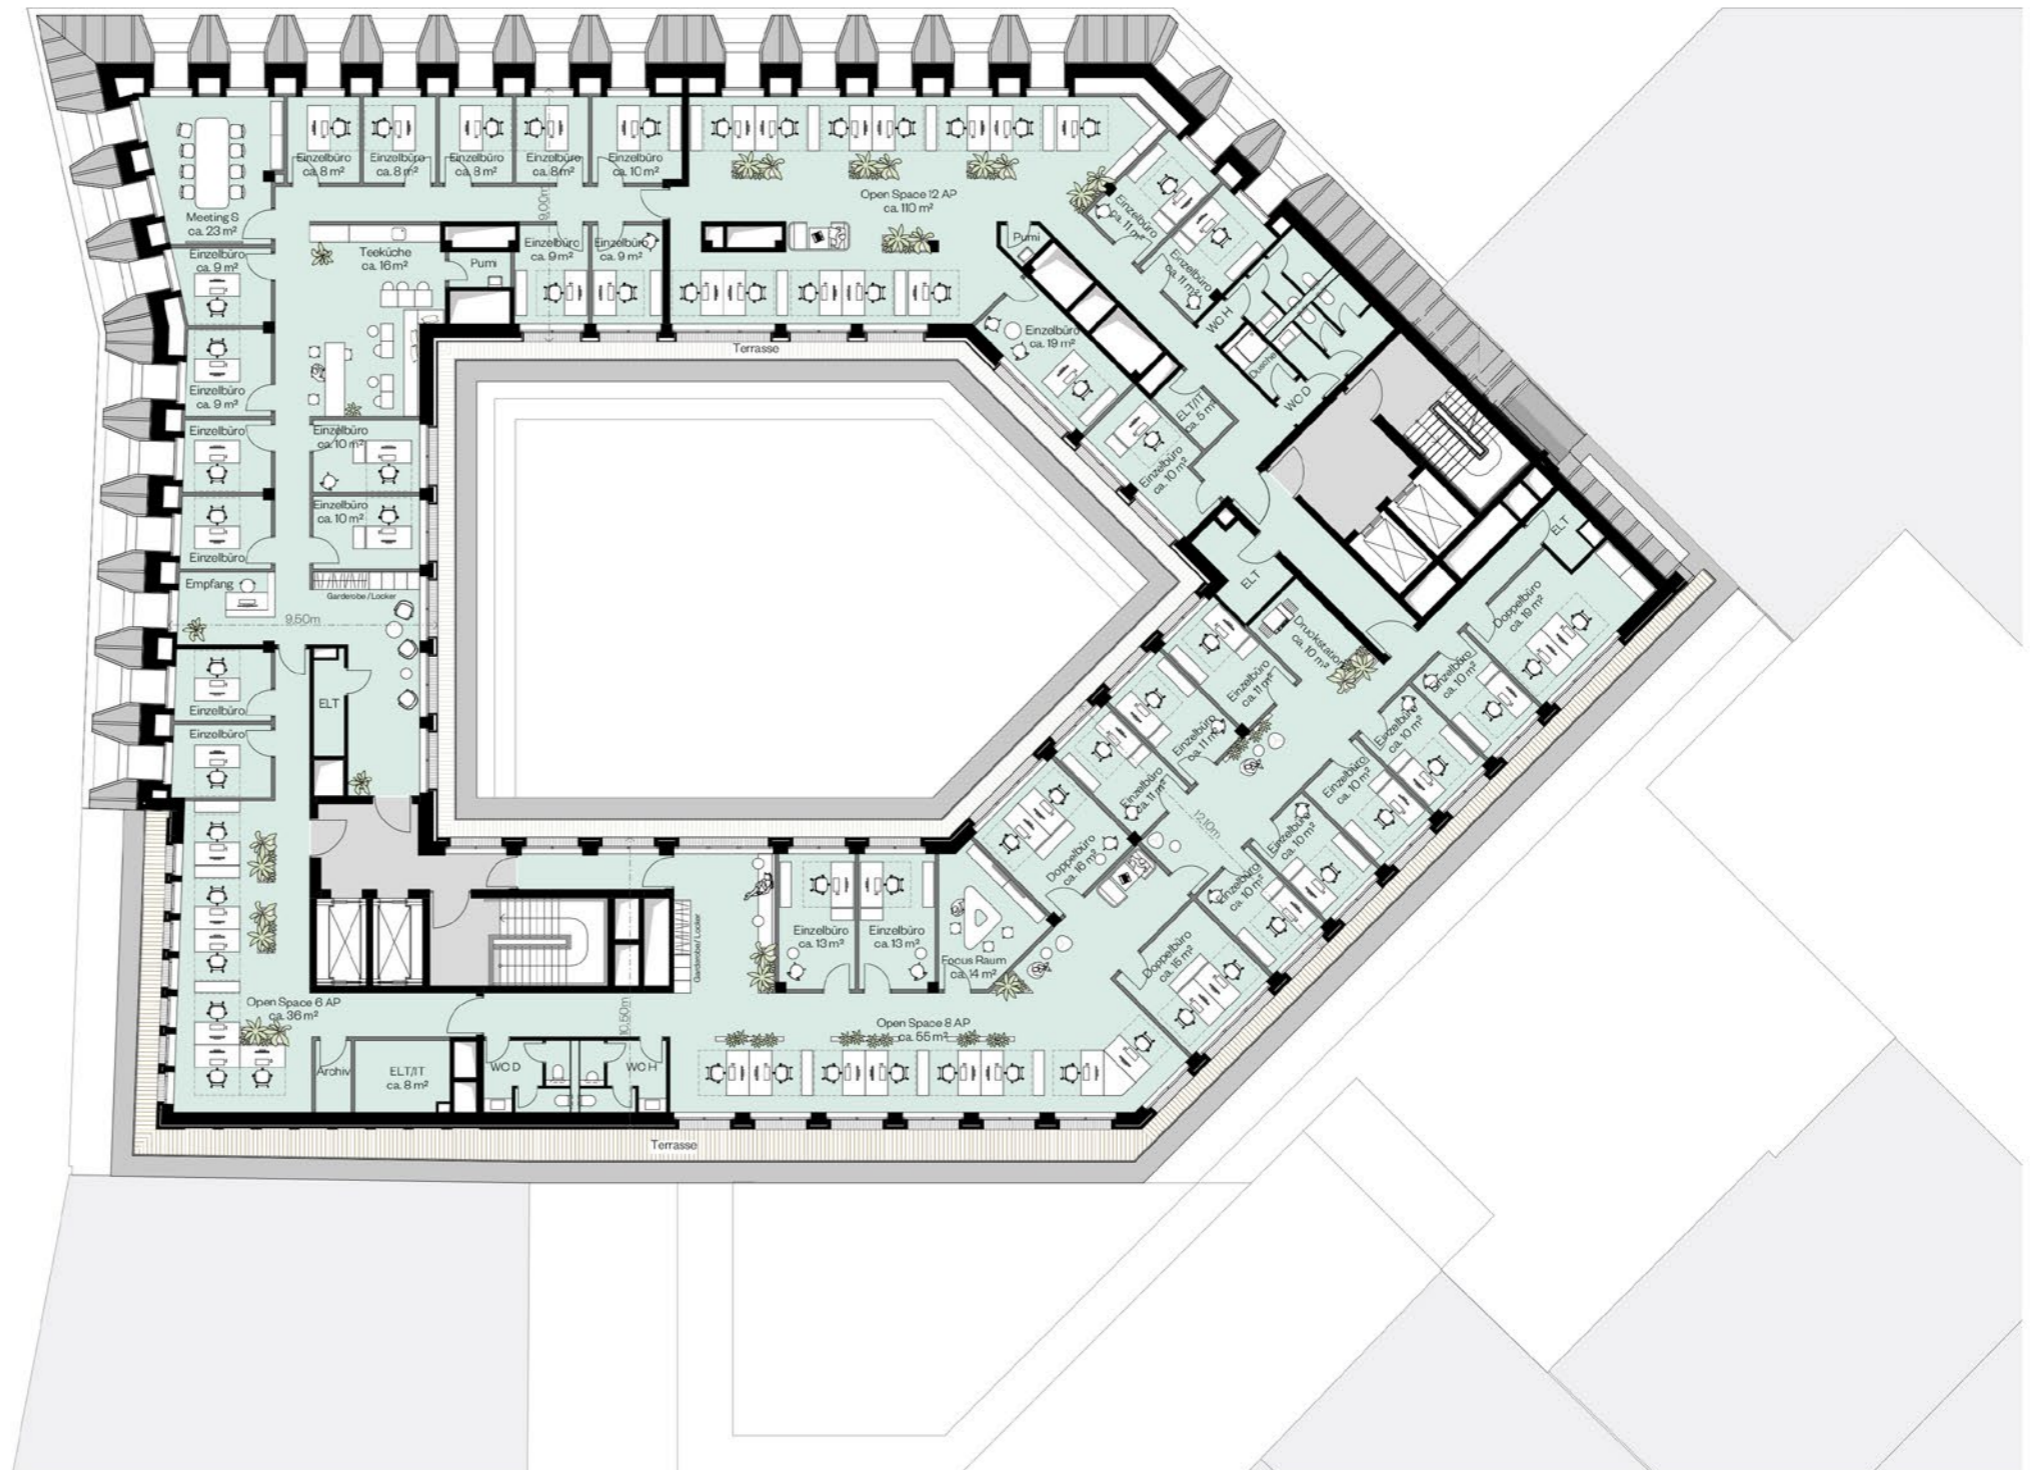 Einzelbüro
ca. 8 m²
Einzelbüro
ca. 8 m²
Einzelbüro
ca. 8 m²
Einzelbüro
ca. 8 m²
Einzelbüro
ca. 10 m²
9,00m
Open Space 12 AP
ca. 110 m²
Meeting S
ca. 23 m²
Einzelbüro
ca. 9 m²
Teeküche
ca. 16 m²
Pumi
Einzelbüro
ca. 9 m²
Einzelbüro
ca. 9 m²
Pumi
Einzelbüro
ca. 11 m²
Einzelbüro
ca. 11 m²
WC H
Dusche
WC D
Einzelbüro
ca. 19 m²
Terrasse
ELT/IT
ca. 5 m²
Einzelbüro
ca. 10 m²
Einzelbüro
ca. 9 m²
Einzelbüro
Einzelbüro
ca. 10 m²
Einzelbüro
ca. 10 m²
Einzelbüro
Empfang
Garderobe/Locker
9,50m
ELT
Einzelbüro
Einzelbüro
ELT
ELT
Druckstation
ca. 10 m²
Doppelbüro
ca. 19 m²
Einzelbüro
ca. 11 m²
Einzelbüro
ca. 10 m²
Einzelbüro
ca. 11 m²
Einzelbüro
ca. 10 m²
Einzelbüro
ca. 11 m²
Einzelbüro
ca. 10 m²
12,10m
Einzelbüro
ca. 10 m²
Doppelbüro
ca. 16 m²
Einzelbüro
ca. 10 m²
Doppelbüro
ca. 15 m²
Einzelbüro
ca. 13 m²
Einzelbüro
ca. 13 m²
Focus Raum
ca. 14 m²
Garderobe/Locker
10,50m
Open Space 6 AP
ca. 36 m²
Open Space 8 AP
ca. 55 m²
Archiv
ELT/IT
ca. 8 m²
WC D
WC H
Terrasse